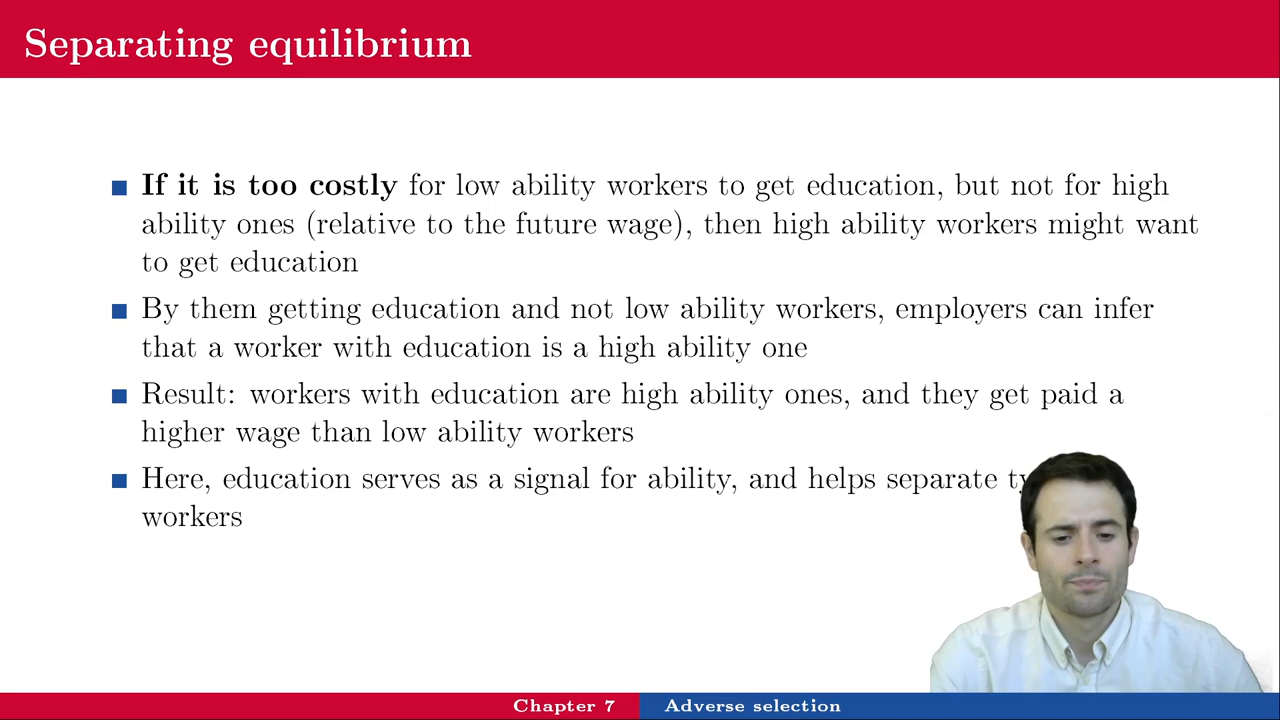 Separating equilibrium
If it is too costly for low ability workers to get education, but not for high
ability ones (relative to the future wage), then high ability workers might want
to get education
By them getting education and not low ability workers, employers can infer
that a worker with education is a high ability one
Result: workers with education are high ability ones, and they get paid a
higher wage than low ability workers
Here, education serves as a signal for ability, and helps separate
workers
Chapter 7
Adverse selection